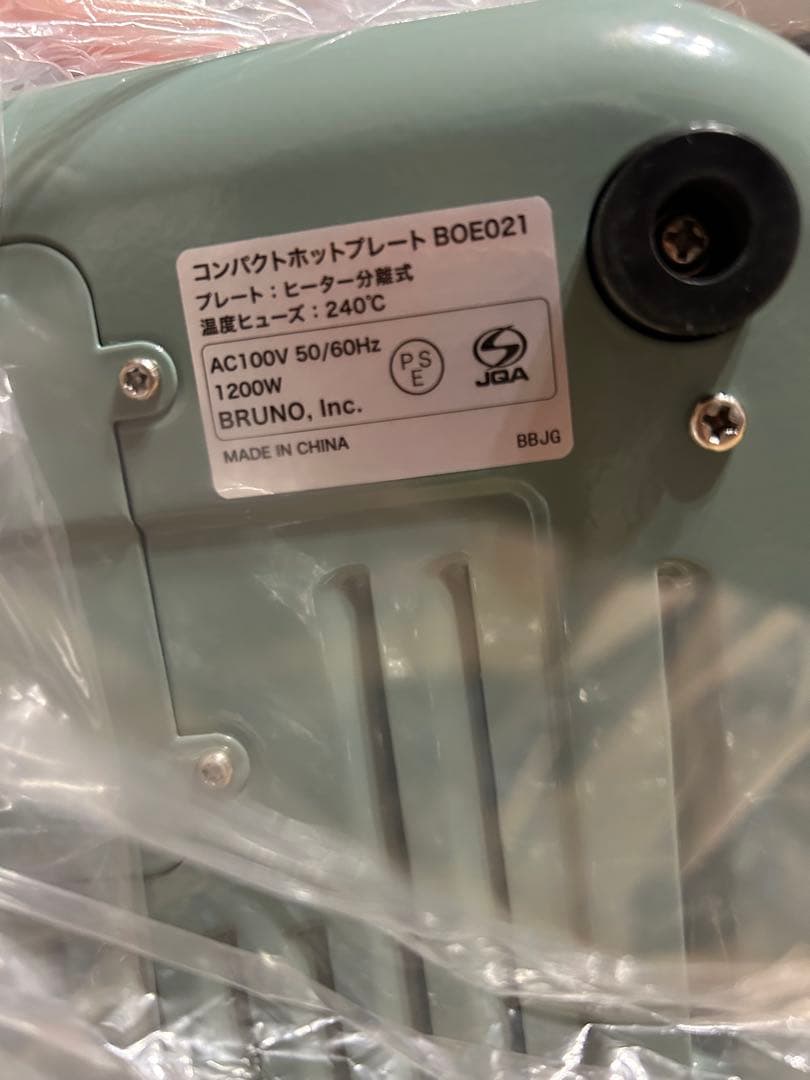 コンパクトホットプレート BOE021
プレート：ヒーター分離式
温度ヒューズ：240℃
AC100V 50/60Hz
1200W
PS
E
JQA
BRUNO, Inc.
MADE IN CHINA
BBJG